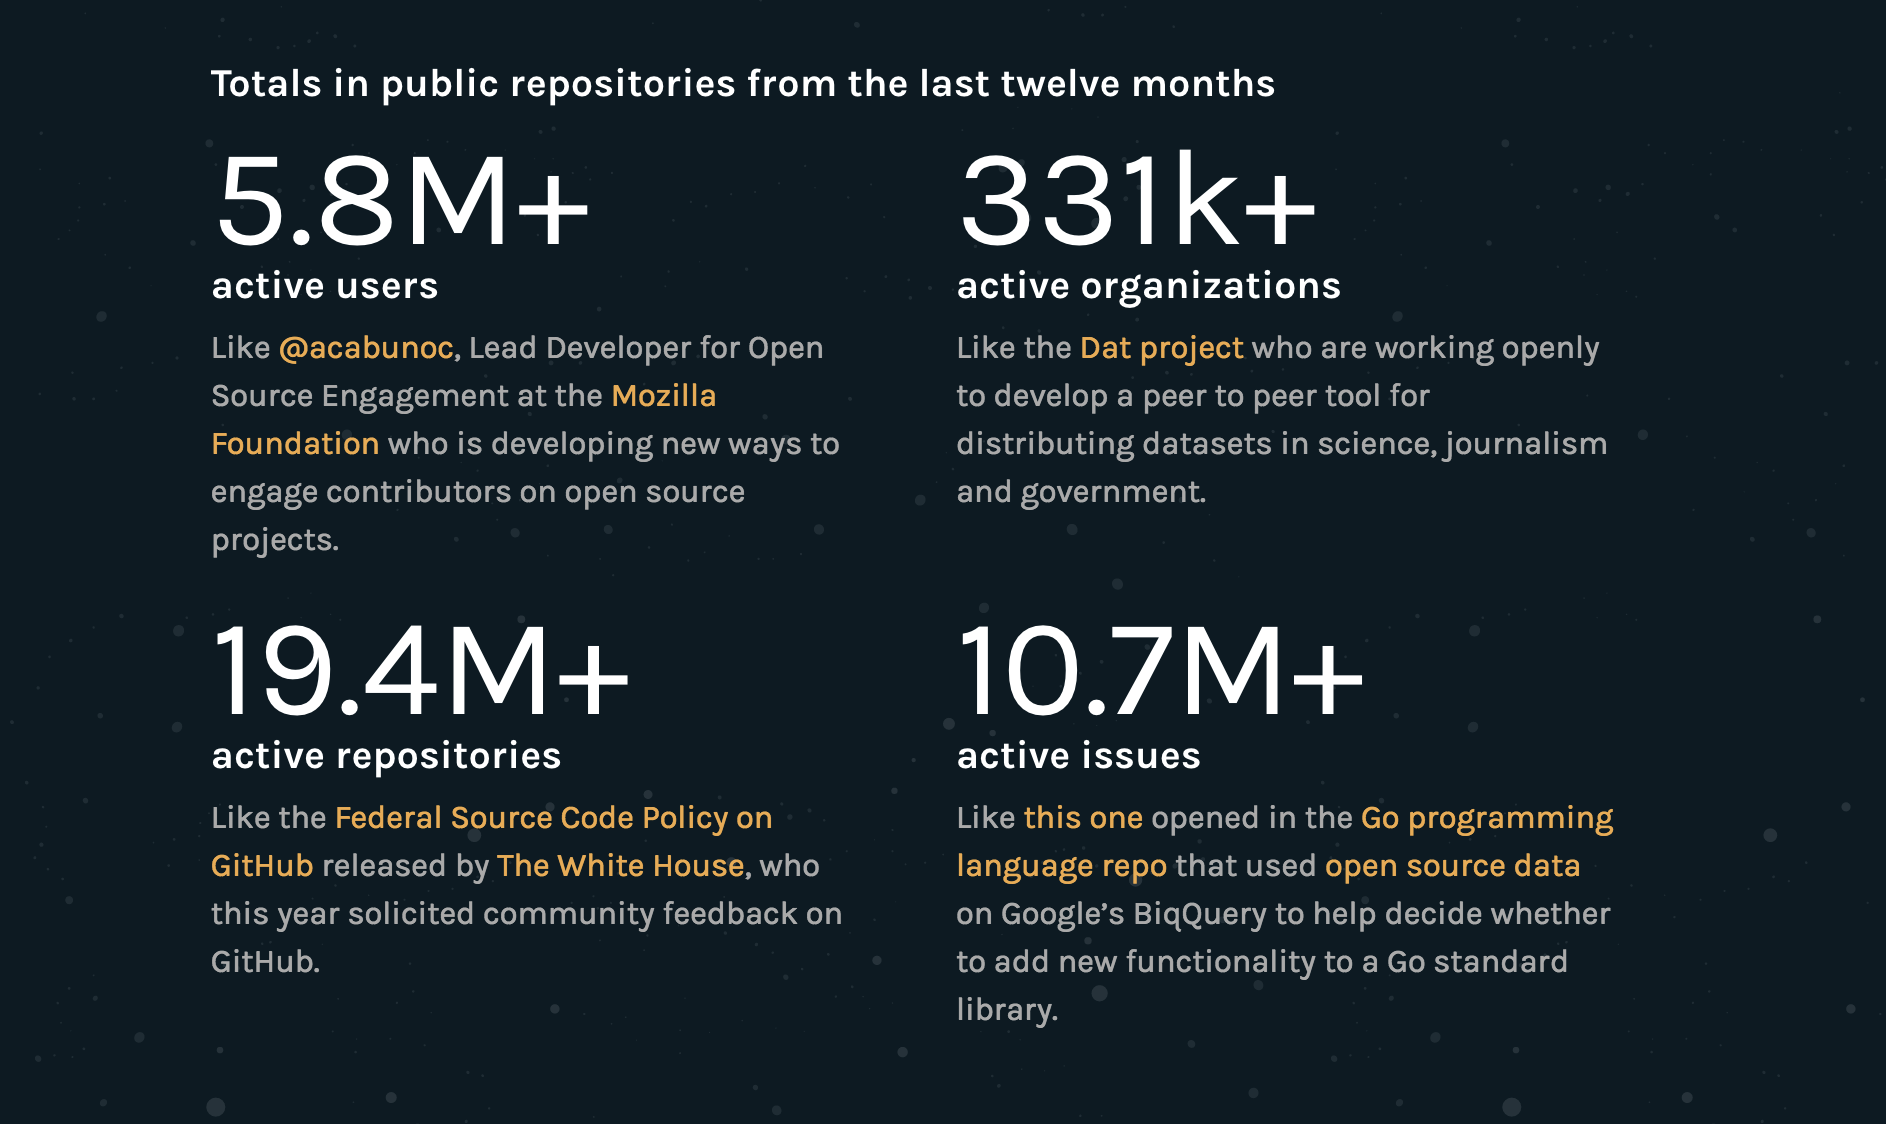 Totals in public repositories from the last twelve months
5.8M+
active users
Like @acabunoc, Lead Developer for Open
Source Engagement at the Mozilla
Foundation who is developing new ways to
engage contributors on open source
projects.
331k+
active organizations
Like the Dat project who are working openly
to develop a peer to peer tool for
distributing datasets in science, journalism
and government.
19.4M+
active repositories
Like the Federal Source Code Policy on
GitHub released by The White House, who
this year solicited community feedback on
GitHub.
10.7M+
active issues
Like this one opened in the Go programming
language repo that used open source data
on Google’s BiqQuery to help decide whether
to add new functionality to a Go standard
library.